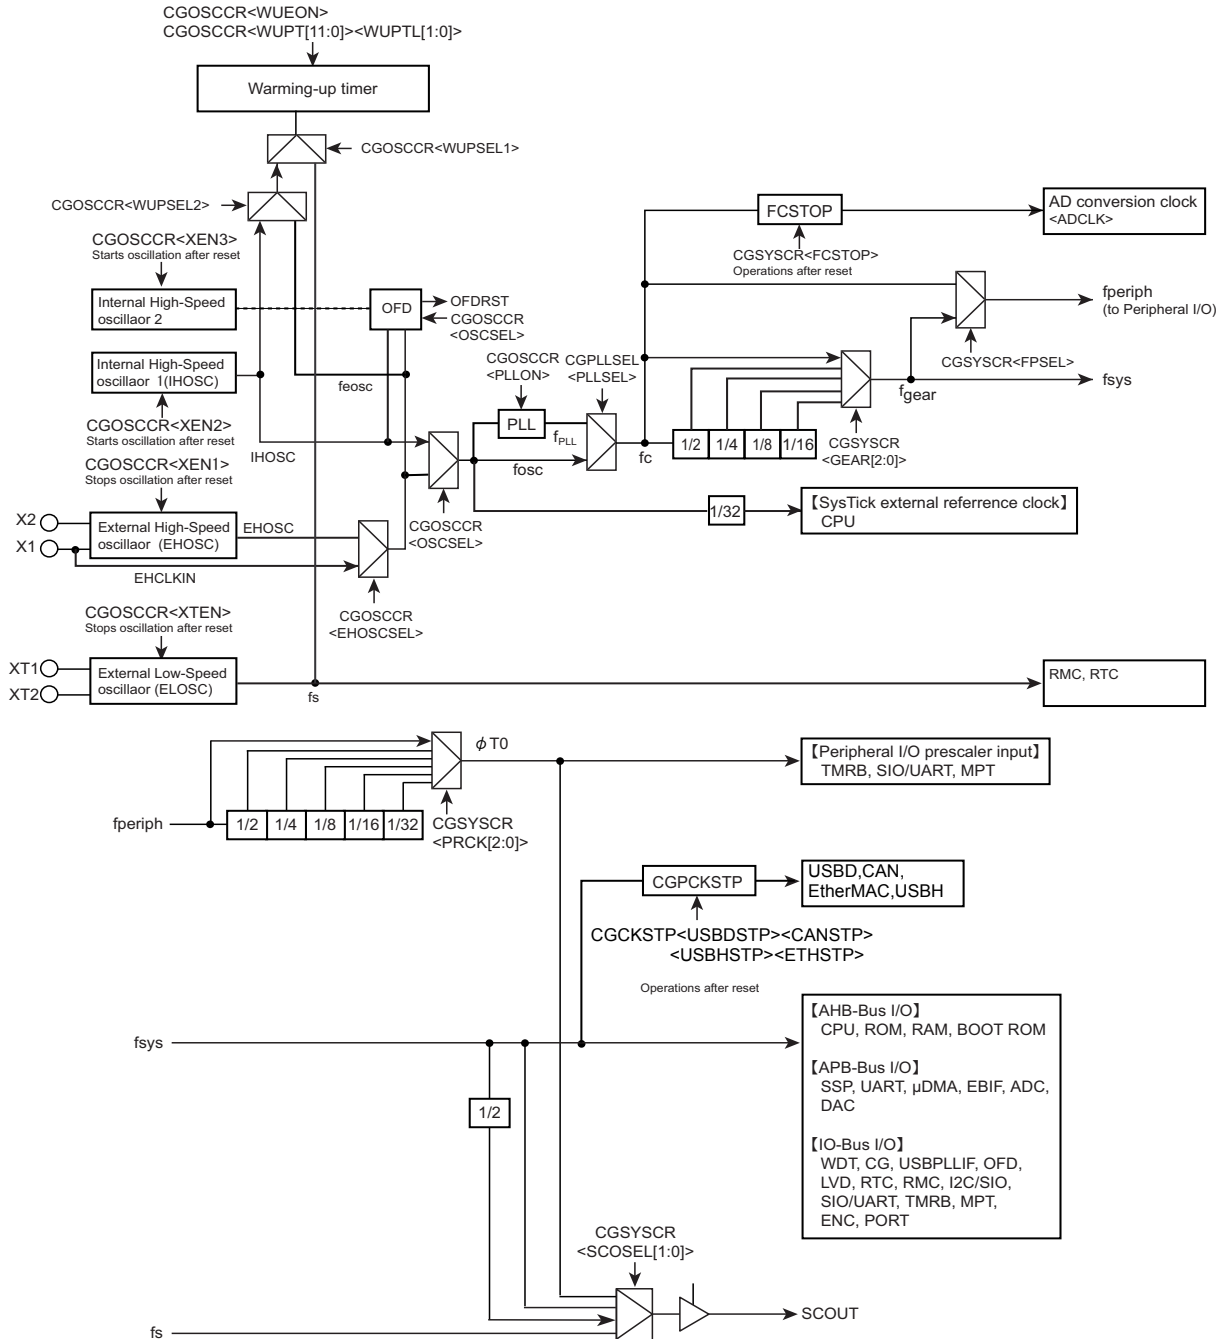 CGOSCCR<WUEON>
CGOSCCR<WUPT[11:0]><WUPTL[1:0]>
Warming-up timer
CGOSCCR<WUPSEL1>
CGOSCCR<WUPSEL2>
FCSTOP
AD conversion clock
<ADCLK>
CGOSCCR<XEN3>
Starts oscillation after reset
CGSYSCR<FCSTOP>
Operations after reset
Internal High-Speed
oscillaor 2
OFD
OFDRST
CGOSCCR
<OSCSEL>
fperiph
(to Peripheral I/O)
Internal High-Speed
oscillaor 1(IHOSC)
feosc
CGOSCCR
<PLLON>
CGPLLSEL
<PLLSEL>
CGSYSCR<FPSEL>
fsys
fgear
CGOSCCR<XEN2>
Starts oscillation after reset
PLL
fPLL
1/2
1/4
1/8
1/16
CGSYSCR
<GEAR[2:0]>
IHOSC
fosc
fc
CGOSCCR<XEN1>
Stops oscillation after reset
X2
X1
External High-Speed
oscillaor (EHOSC)
EHOSC
CGOSCCR
<OSCSEL>
1/32
【SysTick external referrence clock】
CPU
EHCLKIN
CGOSCCR
<EHOSCSEL>
CGOSCCR<XTEN>
Stops oscillation after reset
XT1
XT2
External Low-Speed
oscillaor (ELOSC)
fs
RMC, RTC
ϕT0
【Peripheral I/O prescaler input】
TMRB, SIO/UART, MPT
fperiph
1/2
1/4
1/8
1/16
1/32
CGSYSCR
<PRCK[2:0]>
CGPCKSTP
USBD,CAN,
EtherMAC,USBH
CGCKSTP<USBDSTP><CANSTP>
<USBHSTP><ETHSTP>
Operations after reset
fsys
【AHB-Bus I/O】
CPU, ROM, RAM, BOOT ROM
【APB-Bus I/O】
SSP, UART, µDMA, EBIF, ADC,
DAC
1/2
【IO-Bus I/O】
WDT, CG, USBPLLIF, OFD,
LVD, RTC, RMC, I2C/SIO,
SIO/UART, TMRB, MPT,
ENC, PORT
CGSYSCR
<SCOSEL[1:0]>
SCOUT
fs